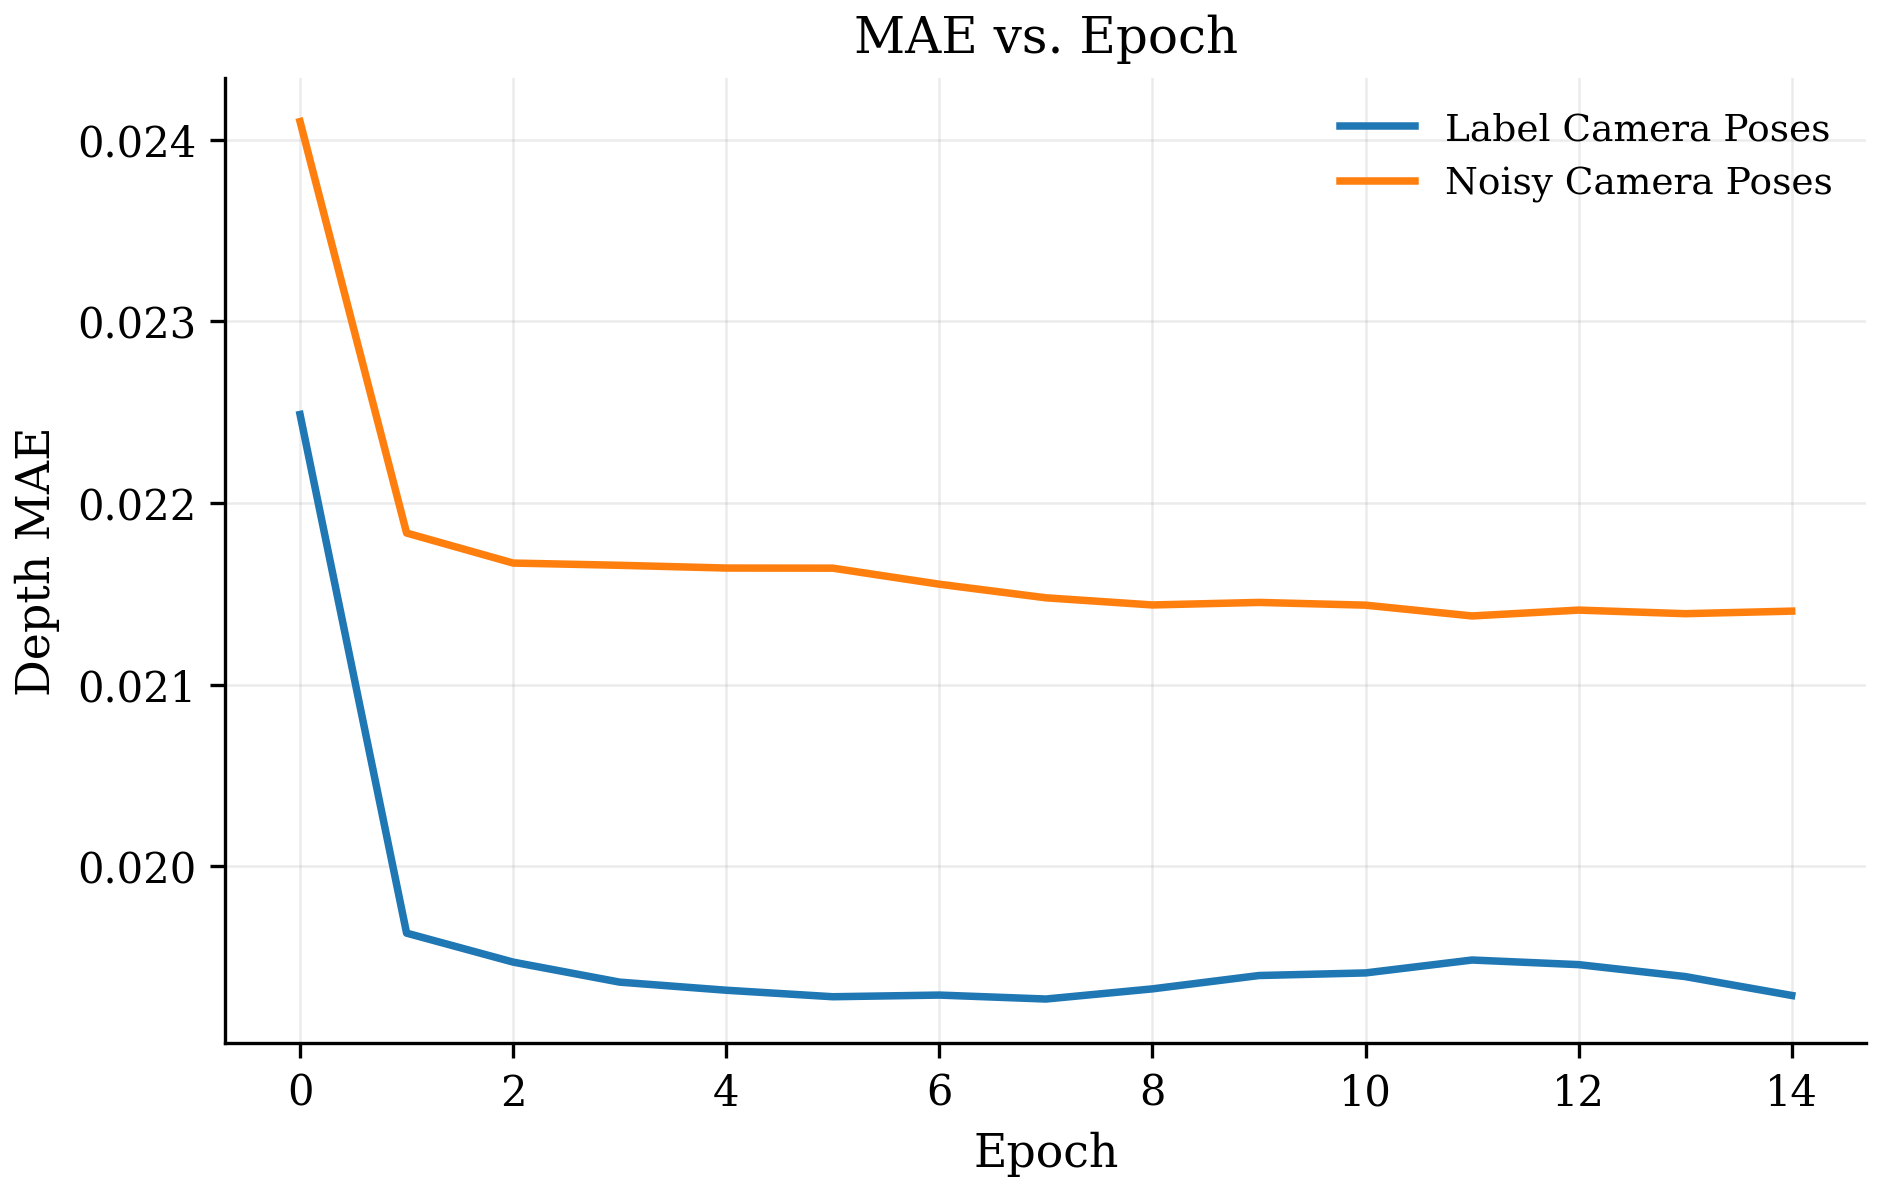 MAE vs. Epoch
Label Camera Poses
Noisy Camera Poses
Depth MAE
0.024
0.023
0.022
0.021
0.020
0 2 4 6 8 10 12 14
Epoch